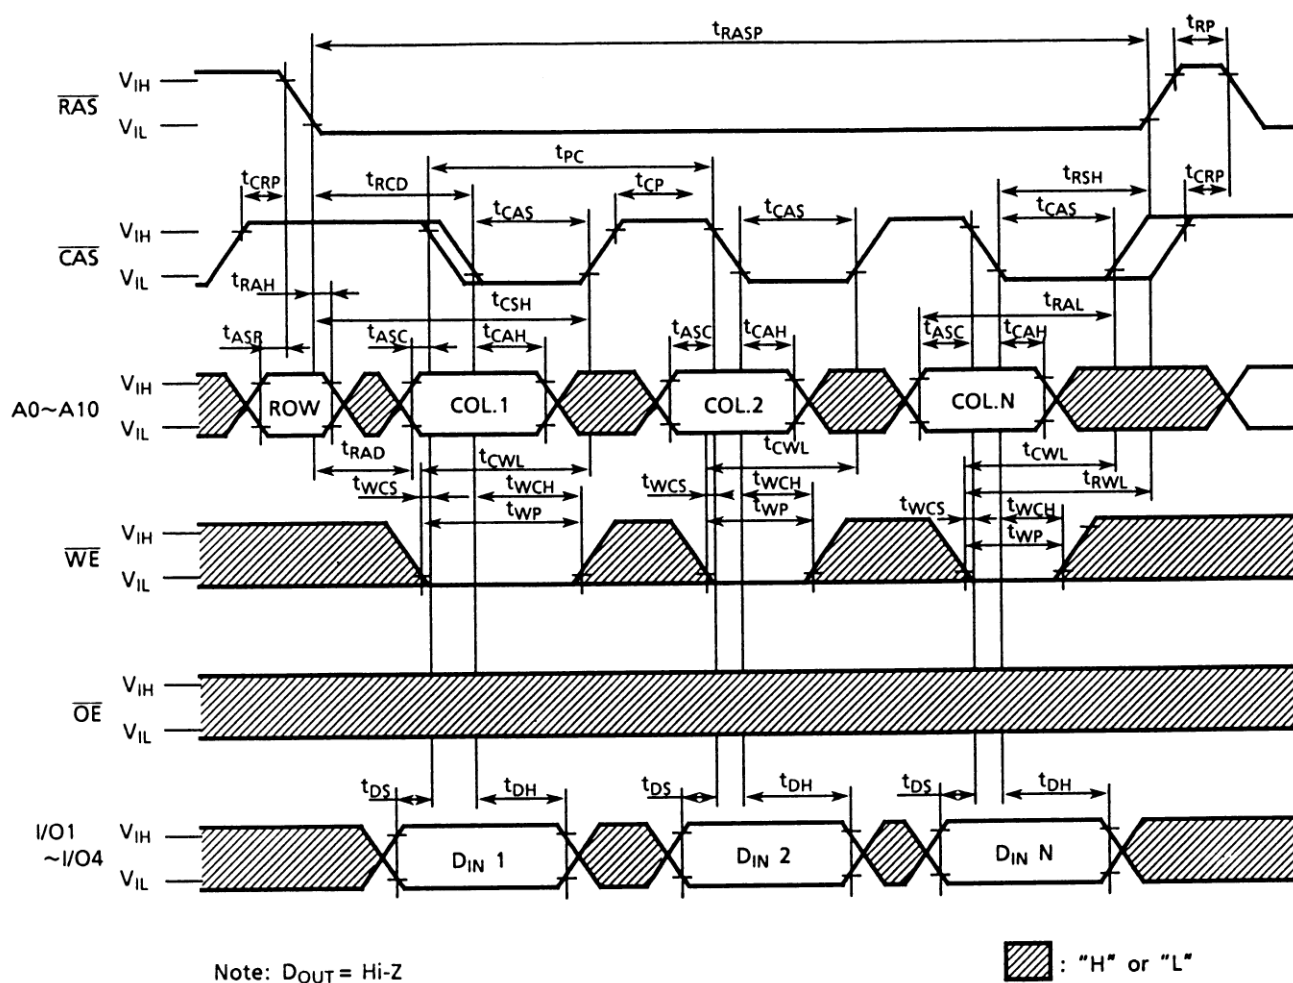 tRASP tRP
VIH
RAS
VIL
tPC
tCRP tRCD tCP tRSH tCRP
tCAS tCAS tCAS
VIH
CAS
VIL
tRAH tCSH tRAL
tASR tASC tCAH tASC tCAH tASC tCAH
VIH
A0~A10 ROW COL.1 COL.2 COL.N
VIL
tRAD tCWL tCWL tCWL
tWCS tWCH tWCS tWCH tRWL
tWP tWP tWCS tWCH
tWP
VIH
WE
VIL
VIH
OE
VIL
tDS tDH tDS tDH tDS tDH
I/O1 VIH
~I/O4 DIN 1 DIN 2 DIN N
VIL
Note: DOUT = Hi-Z
: "H" or "L"